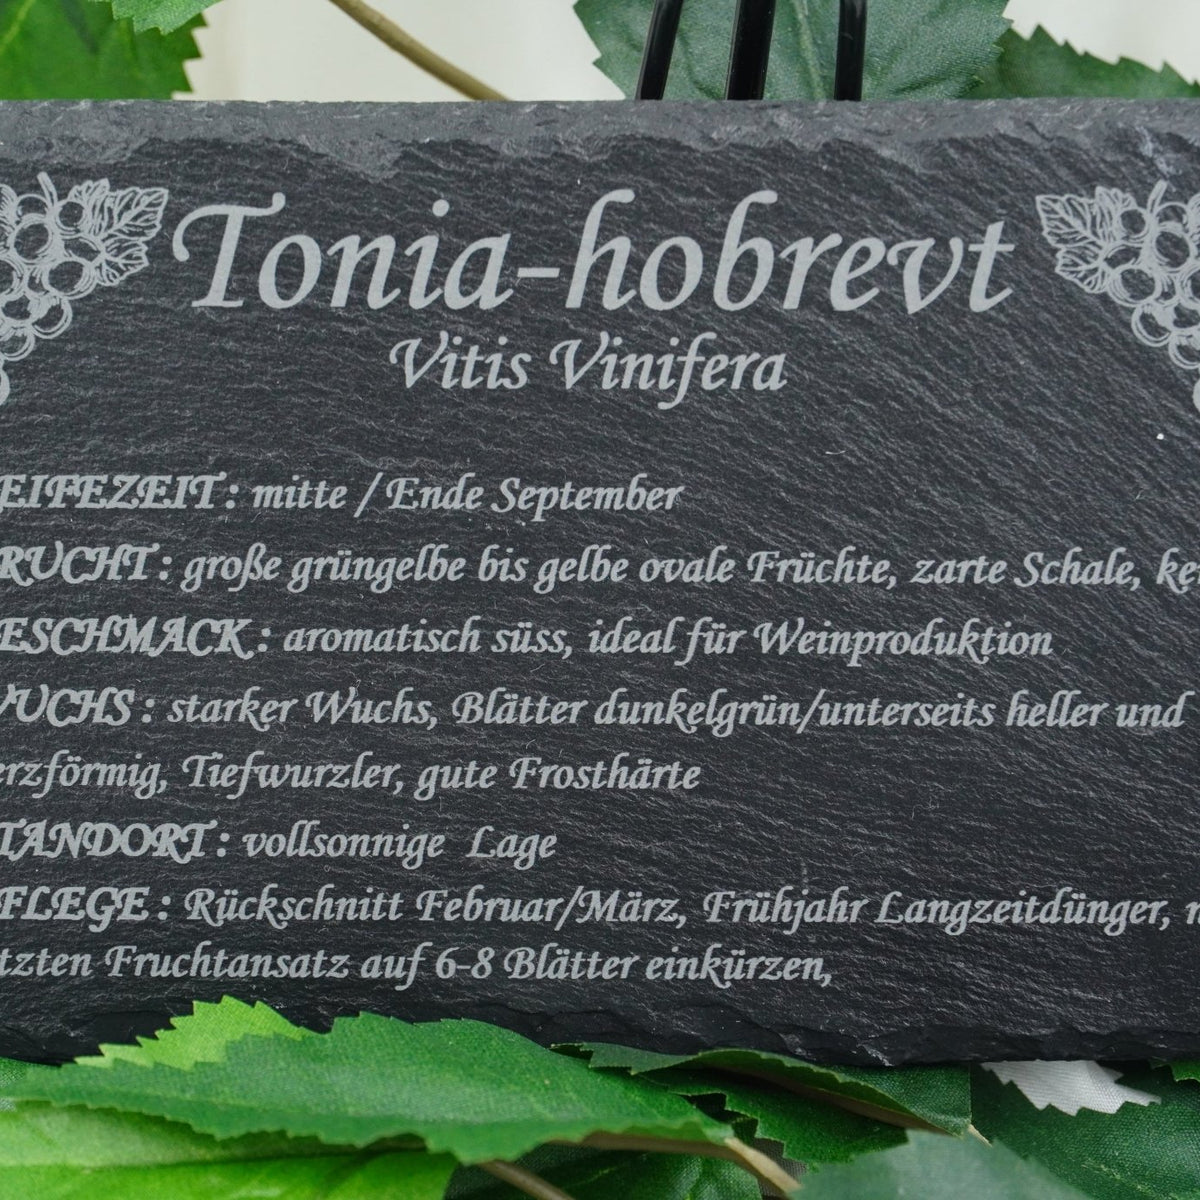 Tonia-hobrevt
Vitis Vinifera
EIFEZEIT : mitte / Ende September
RUCHT : große grüngelbe bis gelbe ovale Früchte, zarte Schale, ke
ESCHMACK : aromatisch süss, ideal für Weinproduktion
WUCHS : starker Wuchs, Blätter dunkelgrün/unterseits heller und
erzförmig, Tiefwurzler, gute Frosthärte
TANDORT : vollsonnige Lage
FLEGE : Rückschnitt Februar/März, Frühjahr Langzeitdünger,
tzten Fruchtansatz auf 6-8 Blätter einkürzen,